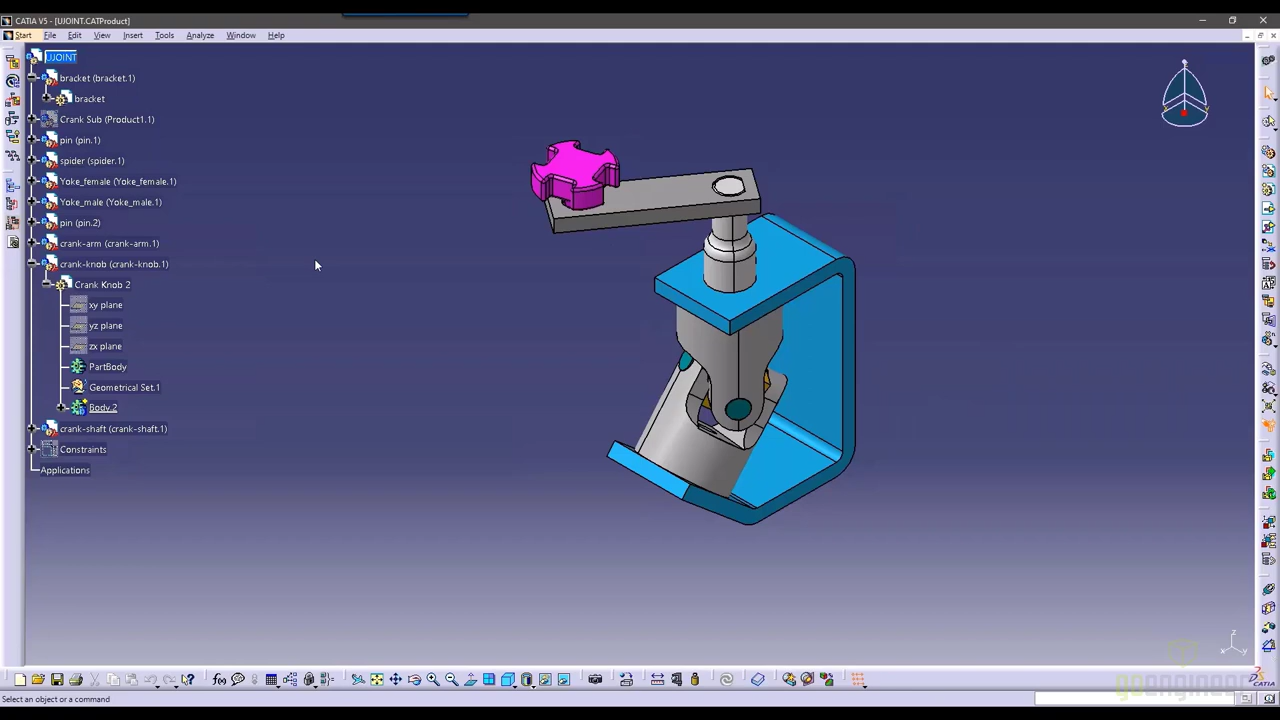 CATIA V5 - [UJOINT.CATProduct]
Start File Edit View Insert Tools Analyze Window Help
UJOINT
bracket (bracket.1)
bracket
Crank Sub (Product1.1)
pin (pin.1)
spider (spider.1)
Yoke_female (Yoke_female.1)
Yoke_male (Yoke_male.1)
pin (pin.2)
crank-arm (crank-arm.1)
crank-knob (crank-knob.1)
Crank Knob 2
xy plane
yz plane
zx plane
PartBody
Geometrical Set.1
Body.2
crank-shaft (crank-shaft.1)
Constraints
Applications
z
x y
f(x)
goengineer
CATIA
Select an object or a command